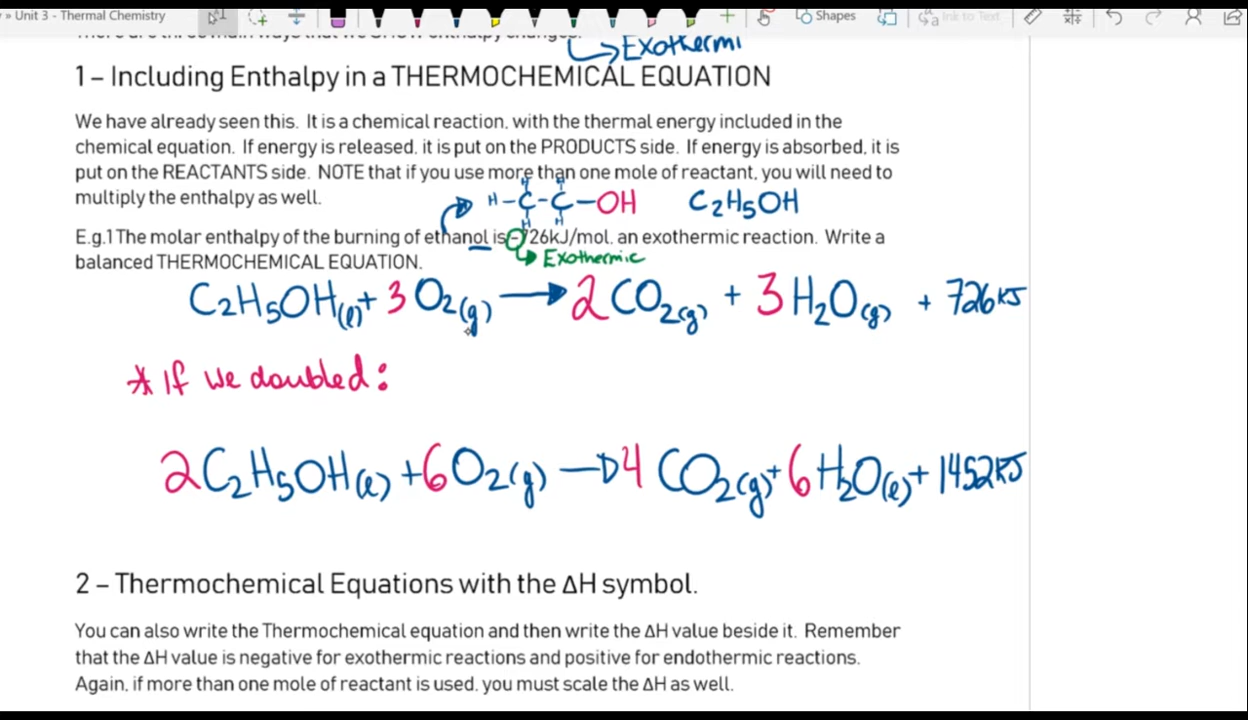 » Unit 3 - Thermal Chemistry
Shapes
Ink to Text
Exothermi
1 – Including Enthalpy in a THERMOCHEMICAL EQUATION
We have already seen this. It is a chemical reaction, with the thermal energy included in the
chemical equation. If energy is released, it is put on the PRODUCTS side. If energy is absorbed, it is
put on the REACTANTS side. NOTE that if you use more than one mole of reactant, you will need to
multiply the enthalpy as well.
H H
H-C-C-OH C2H5OH
H H
E.g.1 The molar enthalpy of the burning of ethanol is -726kJ/mol, an exothermic reaction. Write a
balanced THERMOCHEMICAL EQUATION.
Exothermic
C2H5OH(l) + 3O2(g) → 2CO2(g) + 3H2O(g) + 726kJ
* If we doubled:
2C2H5OH(l) + 6O2(g) → 4CO2(g) + 6H2O(l) + 1452kJ
2 – Thermochemical Equations with the ΔH symbol.
You can also write the Thermochemical equation and then write the ΔH value beside it. Remember
that the ΔH value is negative for exothermic reactions and positive for endothermic reactions.
Again, if more than one mole of reactant is used, you must scale the ΔH as well.